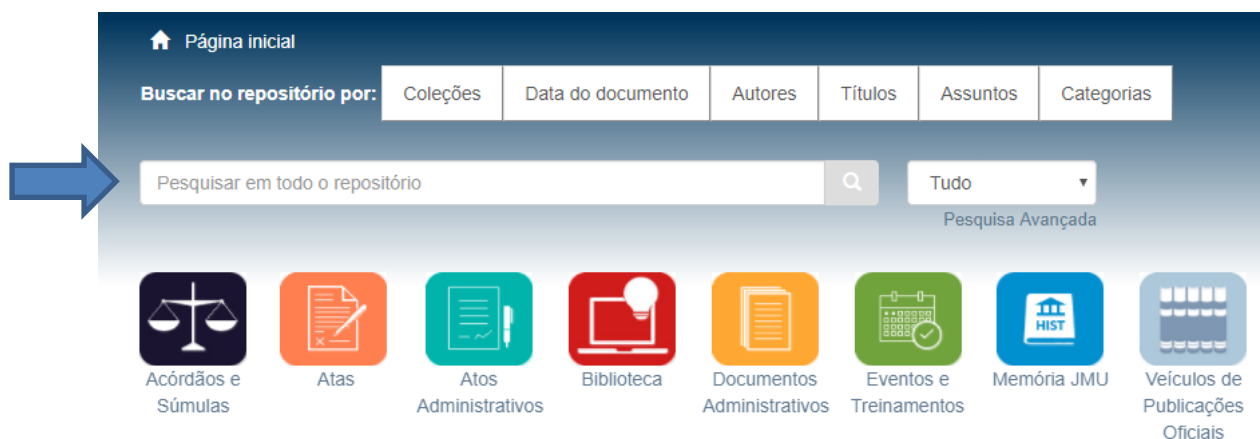 Página inicial
Buscar no repositório por: Coleções Data do documento Autores Títulos Assuntos Categorias
Pesquisar em todo o repositório Tudo
Pesquisa Avançada
HIST
Acórdãos e Súmulas
Atas
Atos Administrativos
Biblioteca
Documentos Administrativos
Eventos e Treinamentos
Memória JMU
Veículos de Publicações Oficiais